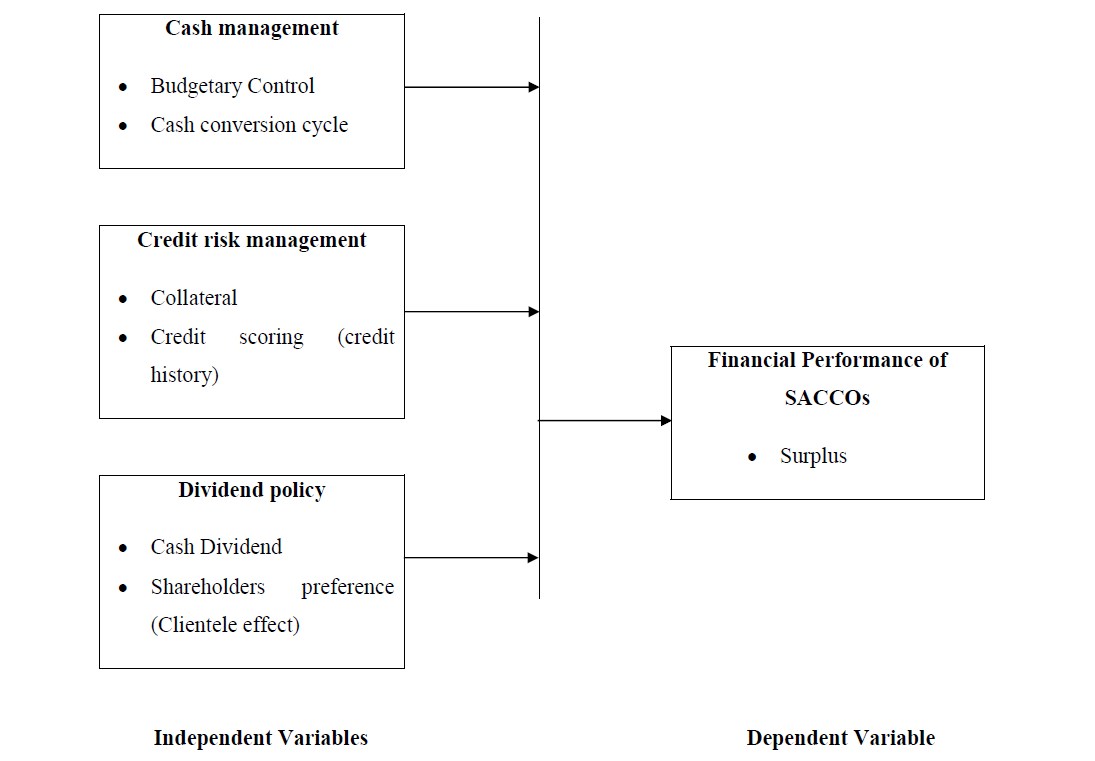 Cash management
• Budgetary Control
• Cash conversion cycle
Credit risk management
• Collateral
• Credit scoring (credit
history)
Dividend policy
• Cash Dividend
• Shareholders preference
(Clientele effect)
Financial Performance of
SACCOs
• Surplus
Independent Variables
Dependent Variable